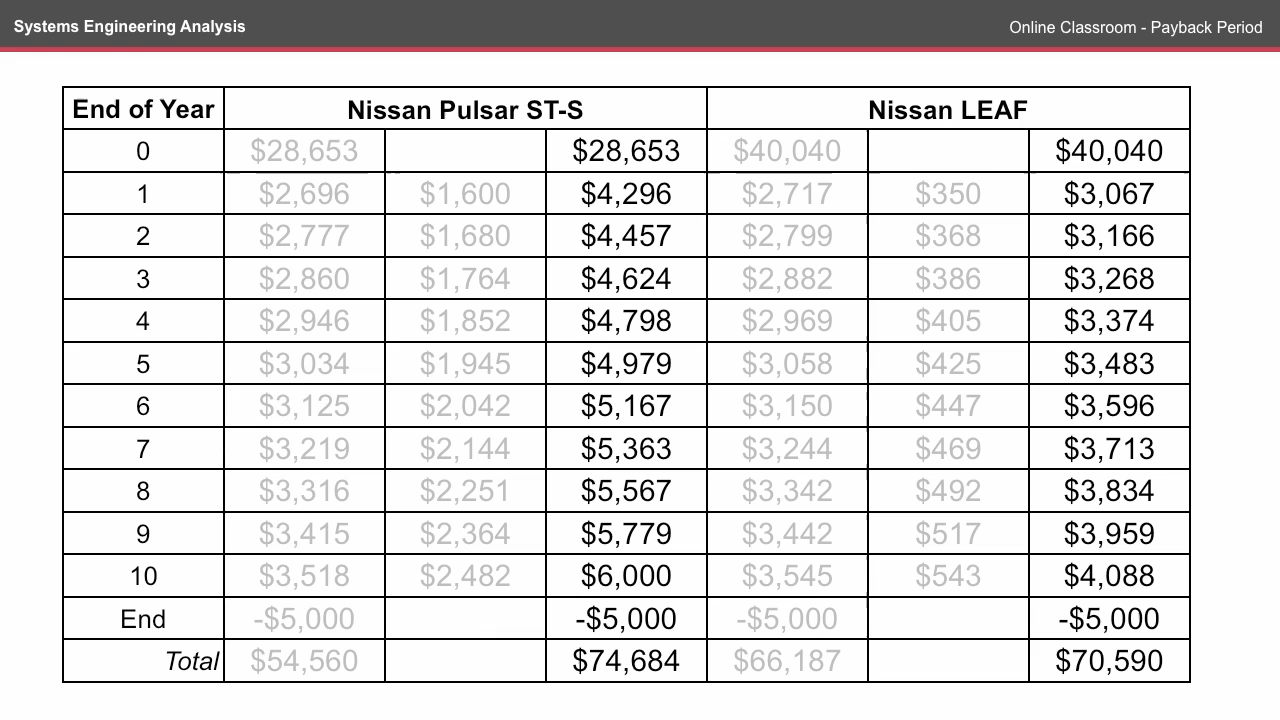 Systems Engineering Analysis
Online Classroom - Payback Period
End of Year Nissan Pulsar ST-S Nissan LEAF
0 $28,653 $28,653 $40,040 $40,040
1 $2,696 $1,600 $4,296 $2,717 $350 $3,067
2 $2,777 $1,680 $4,457 $2,799 $368 $3,166
3 $2,860 $1,764 $4,624 $2,882 $386 $3,268
4 $2,946 $1,852 $4,798 $2,969 $405 $3,374
5 $3,034 $1,945 $4,979 $3,058 $425 $3,483
6 $3,125 $2,042 $5,167 $3,150 $447 $3,596
7 $3,219 $2,144 $5,363 $3,244 $469 $3,713
8 $3,316 $2,251 $5,567 $3,342 $492 $3,834
9 $3,415 $2,364 $5,779 $3,442 $517 $3,959
10 $3,518 $2,482 $6,000 $3,545 $543 $4,088
End -$5,000 -$5,000 -$5,000 -$5,000
Total $54,560 $74,684 $66,187 $70,590